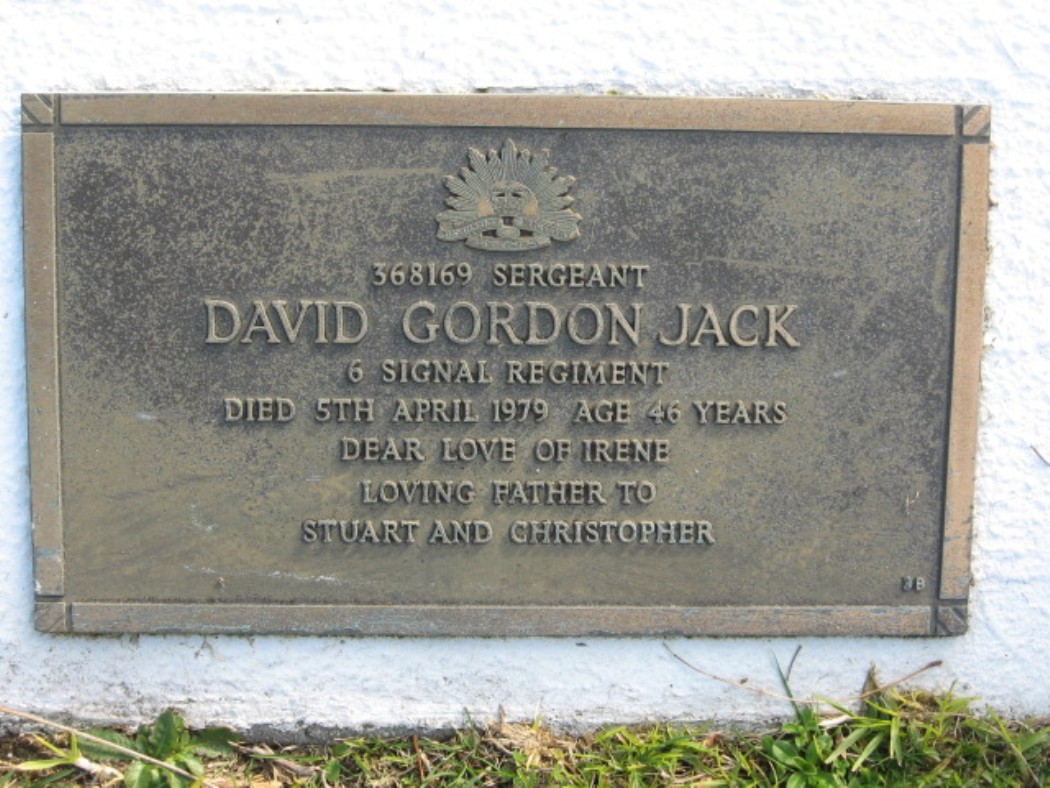 368169 SERGEANT
DAVID GORDON JACK
6 SIGNAL REGIMENT
DIED 5TH APRIL 1979 AGE 46 YEARS
DEAR LOVE OF IRENE
LOVING FATHER TO
STUART AND CHRISTOPHER